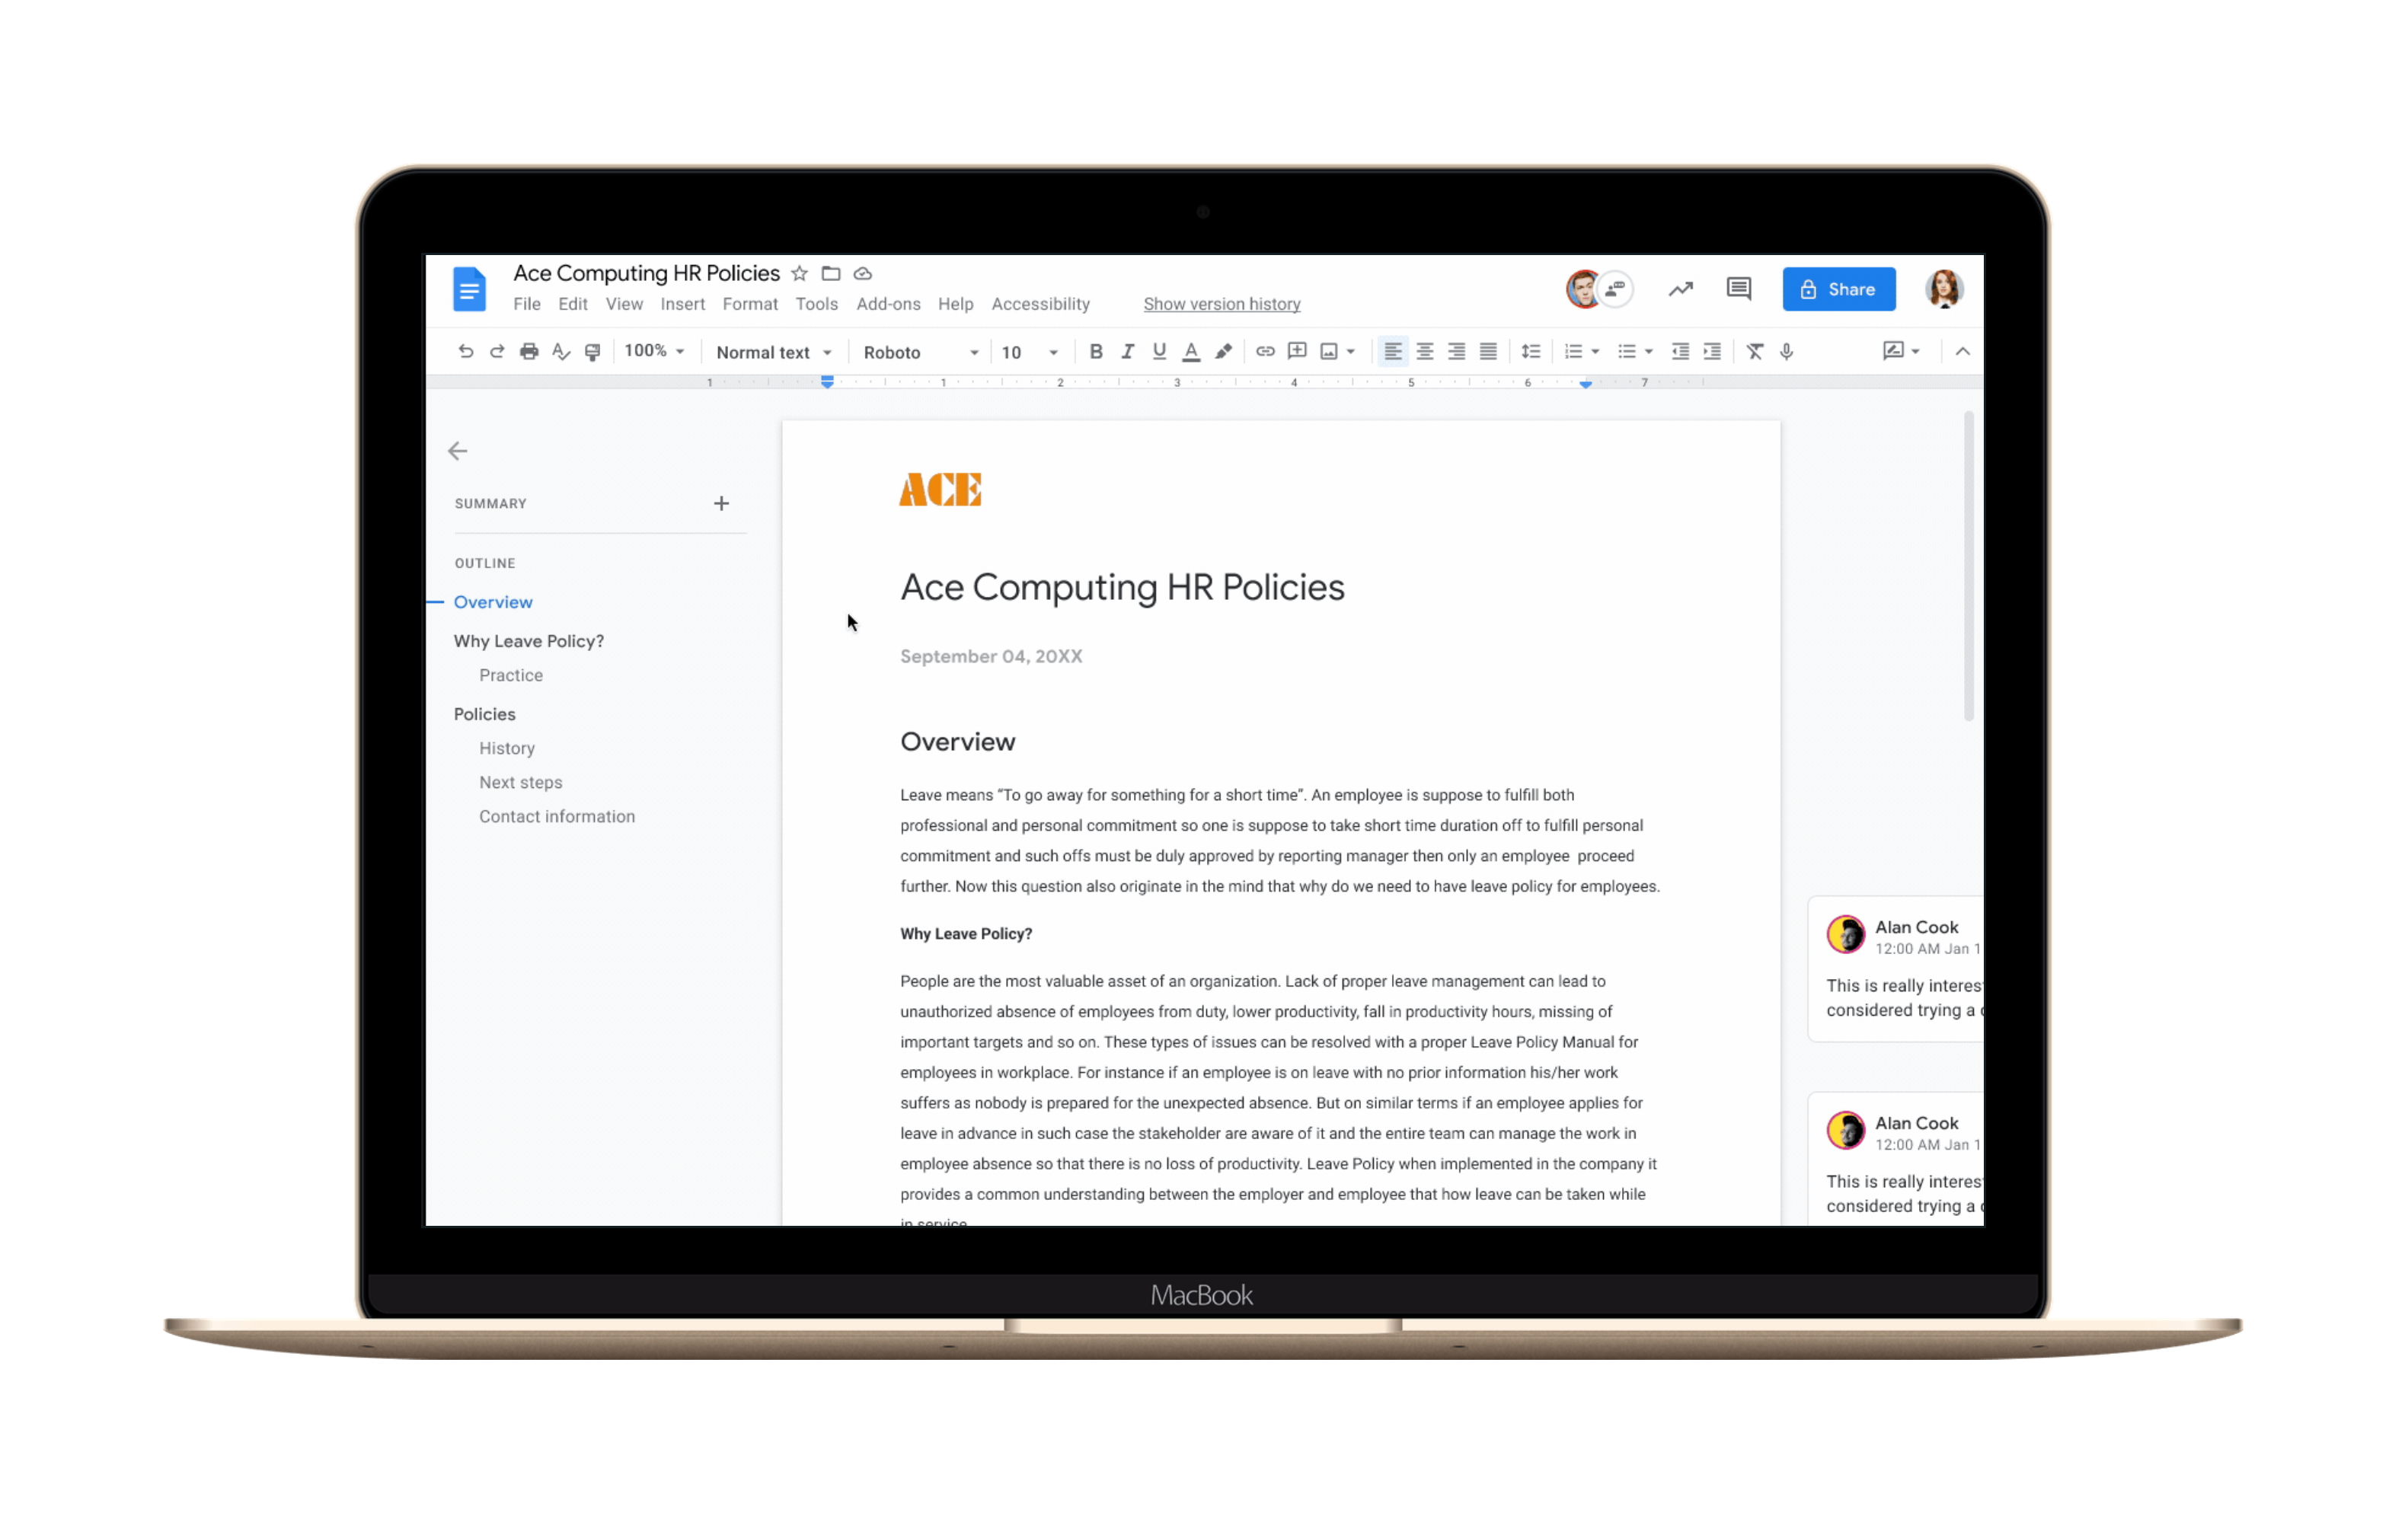 Ace Computing HR Policies
File Edit View Insert Format Tools Add-ons Help Accessibility Show version history
Share
100% Normal text Roboto 10 B I U A
1 1 2 3 4 5 6 7
SUMMARY
OUTLINE
Overview
Why Leave Policy?
Practice
Policies
History
Next steps
Contact information
ACE
Ace Computing HR Policies
September 04, 20XX
Overview
Leave means “To go away for something for a short time”. An employee is suppose to fulfill both
professional and personal commitment so one is suppose to take short time duration off to fulfill personal
commitment and such offs must be duly approved by reporting manager then only an employee  proceed
further. Now this question also originate in the mind that why do we need to have leave policy for employees.
Why Leave Policy?
People are the most valuable asset of an organization. Lack of proper leave management can lead to
unauthorized absence of employees from duty, lower productivity, fall in productivity hours, missing of
important targets and so on. These types of issues can be resolved with a proper Leave Policy Manual for
employees in workplace. For instance if an employee is on leave with no prior information his/her work
suffers as nobody is prepared for the unexpected absence. But on similar terms if an employee applies for
leave in advance in such case the stakeholder are aware of it and the entire team can manage the work in
employee absence so that there is no loss of productivity. Leave Policy when implemented in the company it
provides a common understanding between the employer and employee that how leave can be taken while
in service
Alan Cook
12:00 AM Jan 1
This is really interes
considered trying a
Alan Cook
12:00 AM Jan 1
This is really interes
considered trying a
MacBook